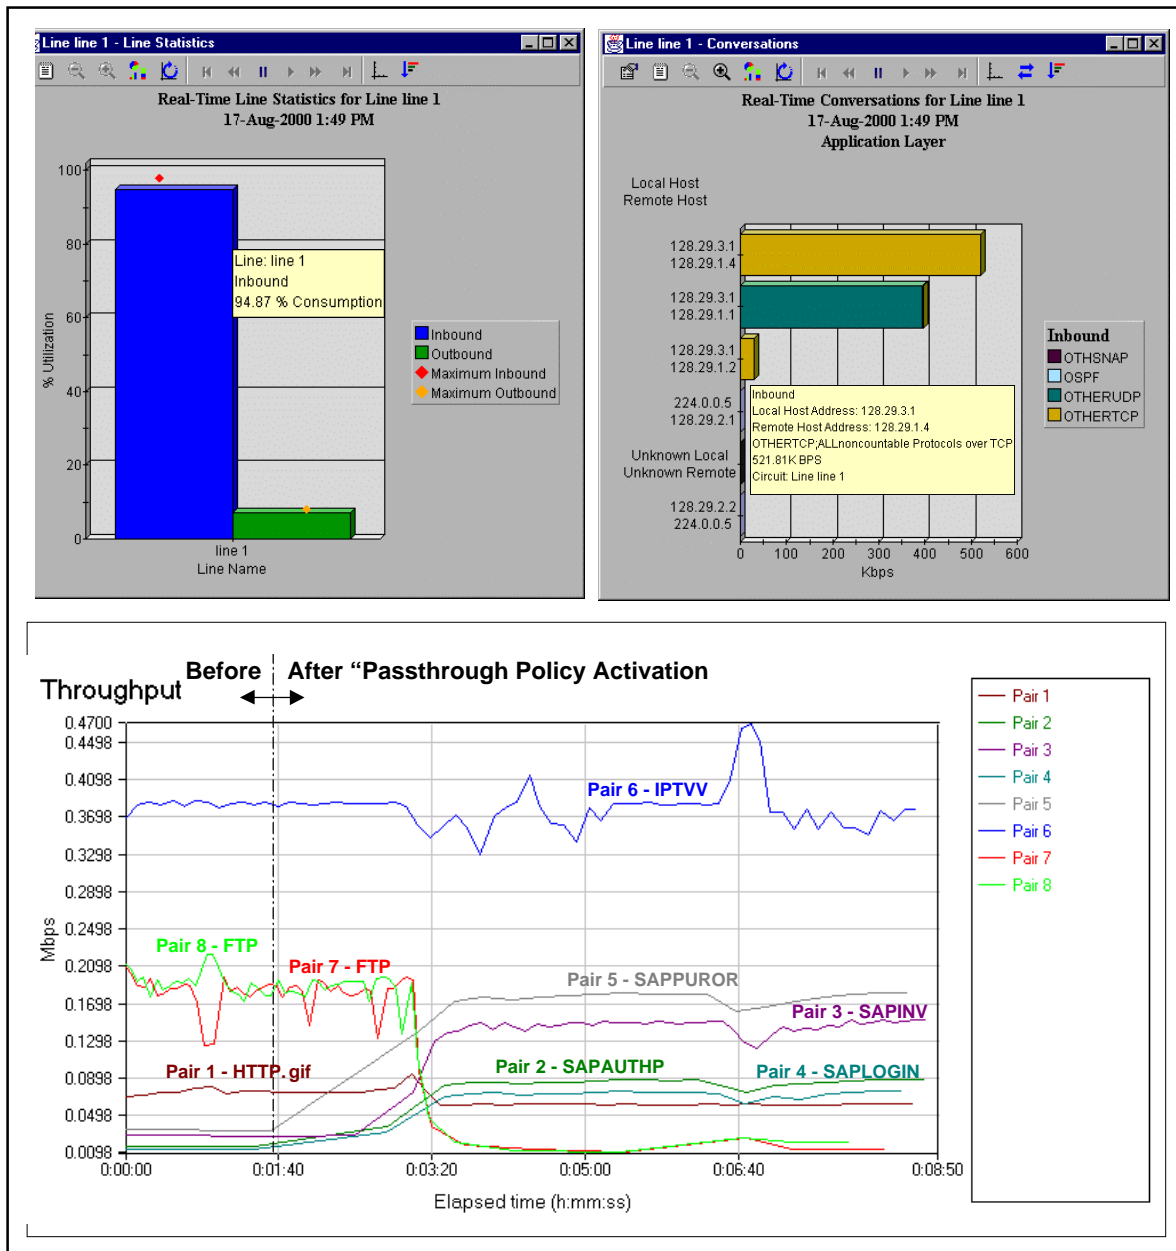 Line line 1 - Line Statistics
Real-Time Line Statistics for Line line 1
17-Aug-2000 1:49 PM
100
80
60
40
20
0
% Utilization
Line: line 1
Inbound
94.87 % Consumption
Inbound
Outbound
Maximum Inbound
Maximum Outbound
line 1
Line Name
Line line 1 - Conversations
Real-Time Conversations for Line line 1
17-Aug-2000 1:49 PM
Application Layer
Local Host
Remote Host
128.29.3.1
128.29.1.4
128.29.3.1
128.29.1.1
128.29.3.1
128.29.1.2
224.0.0.5
128.29.2.1
Unknown Local
Unknown Remote
128.29.2.2
224.0.0.5
Inbound
Local Host Address: 128.29.3.1
Remote Host Address: 128.29.1.4
OTHERTCP;ALLnoncountable Protocols over TCP
521.81K BPS
Circuit: Line line 1
0 100 200 300 400 500 600
Kbps
Inbound
OTHSNAP
OSPF
OTHERUDP
OTHERTCP
Before After “Passthrough Policy Activation
Throughput
0.4700
0.4498
0.4098
0.3698
0.3298
0.2898
0.2498
0.2098
0.1698
0.1298
0.0898
0.0498
0.0098
Mbps
Pair 6 - IPTVV
Pair 8 - FTP
Pair 7 - FTP
Pair 5 - SAPPUROR
Pair 3 - SAPINV
Pair 1 - HTTP.gif
Pair 2 - SAPAUTHP
Pair 4 - SAPLOGIN
0:00:00 0:01:40 0:03:20 0:05:00 0:06:40 0:08:50
Elapsed time (h:mm:ss)
Pair 1
Pair 2
Pair 3
Pair 4
Pair 5
Pair 6
Pair 7
Pair 8